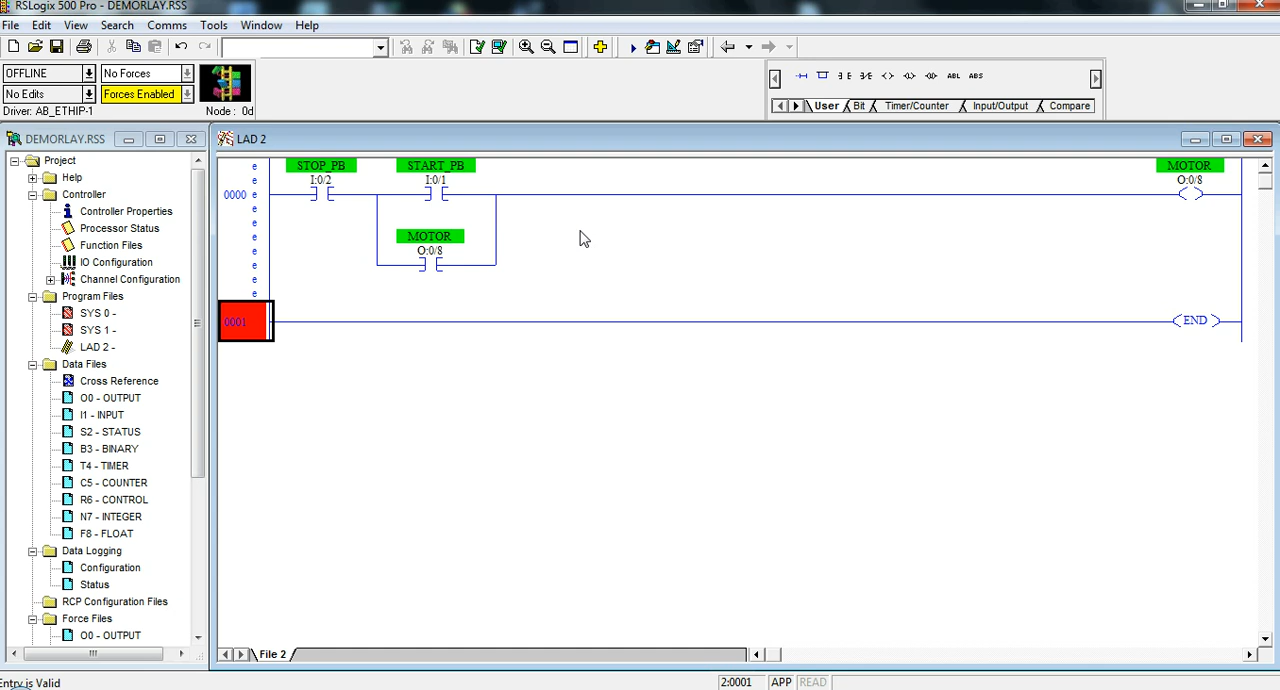 RSLogix 500 Pro - DEMORLAY.RSS
File Edit View Search Comms Tools Window Help
OFFLINE No Forces
No Edits Forces Enabled
Driver: AB_ETHIP-1 Node : 0d
ABL ABS
User Bit Timer/Counter Input/Output Compare
DEMORLAY.RSS
Project
Help
Controller
Controller Properties
Processor Status
Function Files
IO Configuration
Channel Configuration
Program Files
SYS 0 -
SYS 1 -
LAD 2 -
Data Files
Cross Reference
O0 - OUTPUT
I1 - INPUT
S2 - STATUS
B3 - BINARY
T4 - TIMER
C5 - COUNTER
R6 - CONTROL
N7 - INTEGER
F8 - FLOAT
Data Logging
Configuration
Status
RCP Configuration Files
Force Files
O0 - OUTPUT
LAD 2
e STOP_PB START_PB MOTOR
e I:0/2 I:0/1 O:0/8
0000 e
e
e
e MOTOR
e O:0/8
e
e
e
0001 END
File 2
Entry is Valid
2:0001 APP READ